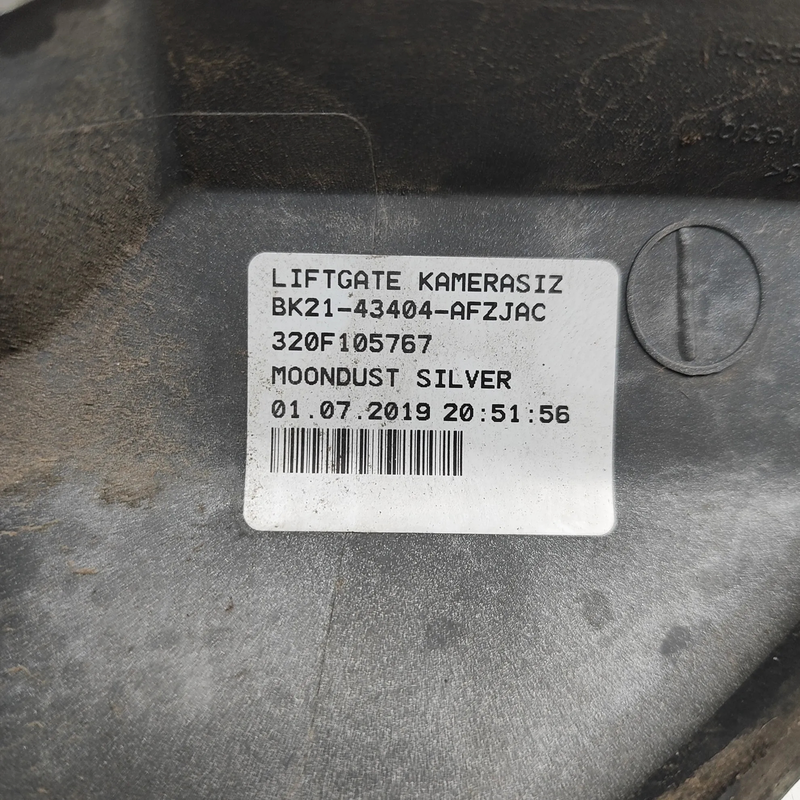 LIFTGATE KAMERASIZ
BK21-43404-AFZJAC
320F105767
MOONDUST SILVER
01.07.2019 20:51:56